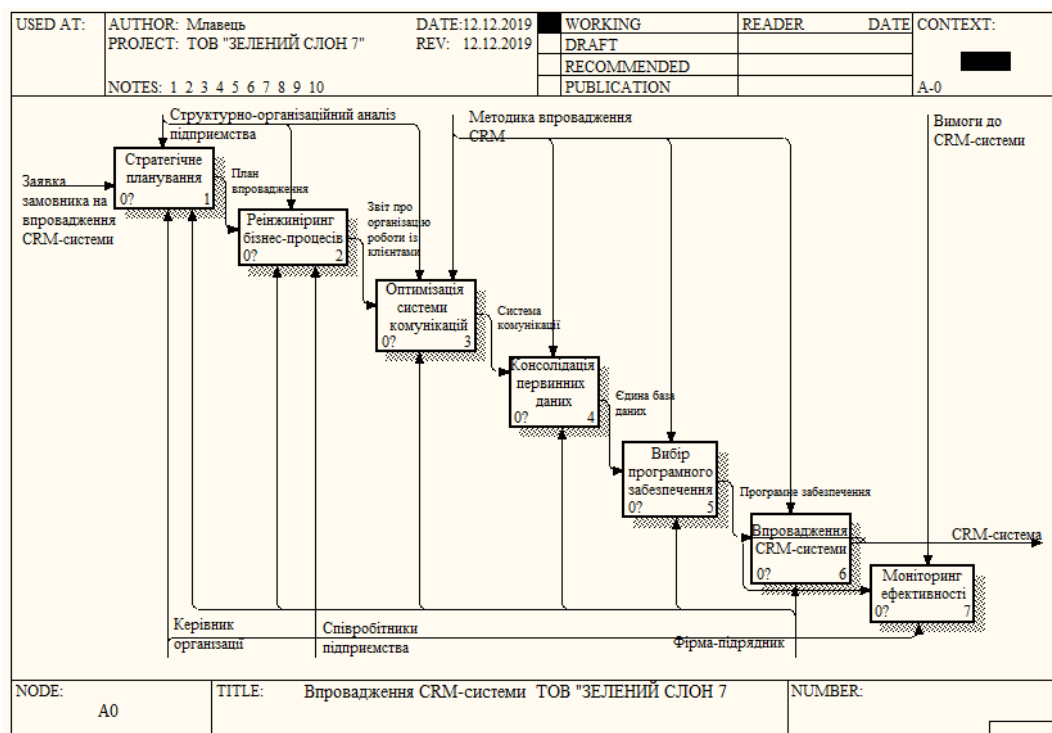 USED AT:
AUTHOR: Млавець
DATE:12.12.2019
PROJECT: ТОВ "ЗЕЛЕНИЙ СЛОН 7"
REV: 12.12.2019
NOTES: 1 2 3 4 5 6 7 8 9 10
WORKING
DRAFT
RECOMMENDED
PUBLICATION
READER
DATE
CONTEXT:
A-0
Структурно-організаційний аналіз
підприємства
Методика впровадження
CRM
Вимоги до
CRM-системи
Заявка
замовника на
впровадження
CRM-системи
Стратегічне
планування
0? 1
План
впровадження
Реінжиніринг
бізнес-процесів
0? 2
Звіт про
організацію
роботи із
клієнтами
Оптимізація
системи
комунікацій
0? 3
Система
комунікації
Консолідація
первинних
даних
0? 4
Єдина база
даних
Вибір
програмного
забезпечення
0? 5
Програмне забезпечення
Впровадження
CRM-системи
0? 6
CRM-система
Моніторинг
ефективності
0? 7
Керівник
організації
Співробітники
підприємства
Фірма-підрядник
NODE:
A0
TITLE:
Впровадження CRM-системи ТОВ "ЗЕЛЕНИЙ СЛОН 7
NUMBER: